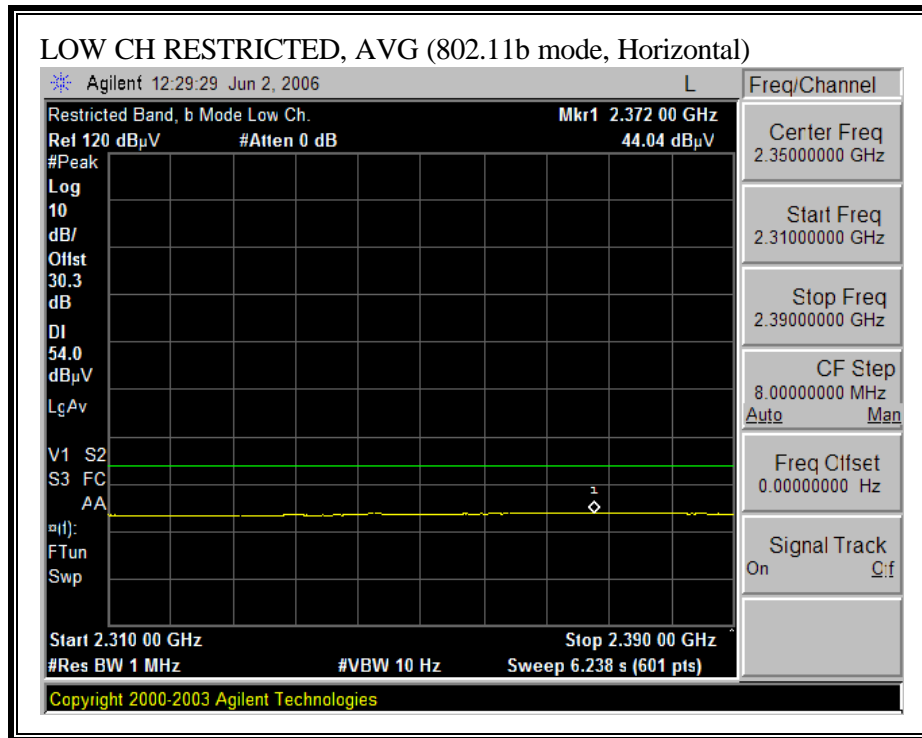 LOW CH RESTRICTED, AVG (802.11b mode, Horizontal)
Agilent 12:29:29 Jun 2, 2006 L
Restricted Band, b Mode Low Ch. Mkr1 2.372 00 GHz
Ref 120 dBµV #Atten 0 dB 44.04 dBµV
#Peak
Log
10
dB/
Offst
30.3
dB
DI
54.0
dBµV
LgAv
V1 S2
S3 FC
AA
¤(f):
FTun
Swp
1
Start 2.310 00 GHz Stop 2.390 00 GHz
#Res BW 1 MHz #VBW 10 Hz Sweep 6.238 s (601 pts)
Copyright 2000-2003 Agilent Technologies
Freq/Channel
Center Freq
2.35000000 GHz
Start Freq
2.31000000 GHz
Stop Freq
2.39000000 GHz
CF Step
8.00000000 MHz
Auto Man
Freq Offset
0.00000000 Hz
Signal Track
On Off